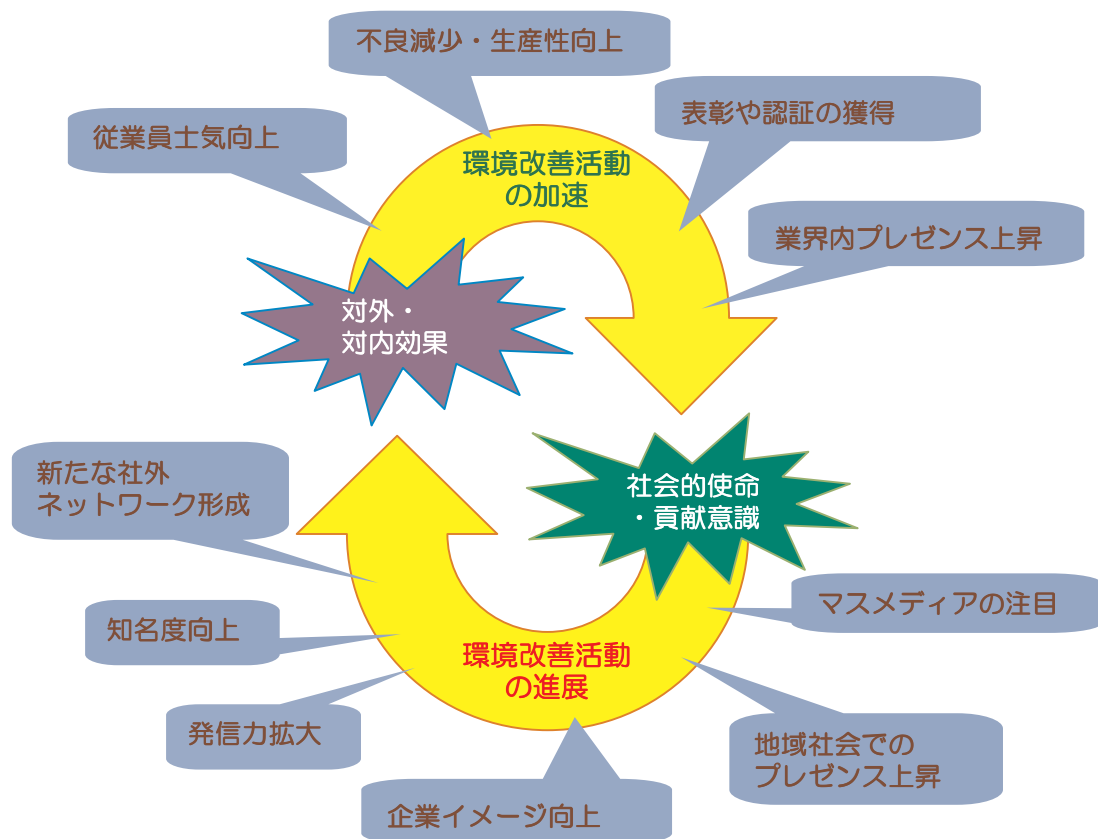 不良減少・生産性向上
表彰や認証の獲得
従業員士気向上
環境改善活動
の加速
業界内プレゼンス上昇
対外・
対内効果
新たな社外
ネットワーク形成
社会的使命
・貢献意識
マスメディアの注目
知名度向上
環境改善活動
の進展
発信力拡大
地域社会での
プレゼンス上昇
企業イメージ向上